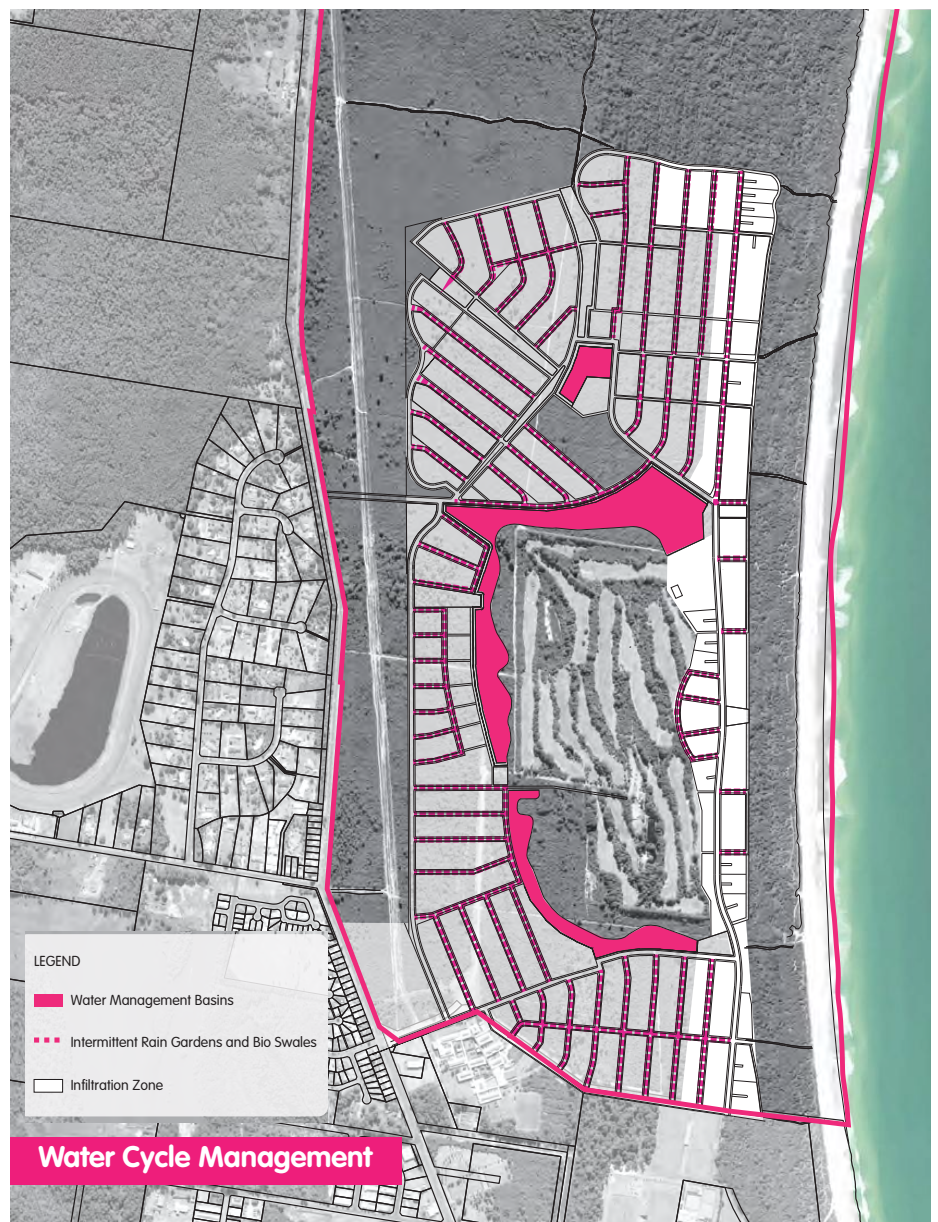 LEGEND
Water Management Basins
Intermittent Rain Gardens and Bio Swales
Infiltration Zone
Water Cycle Management